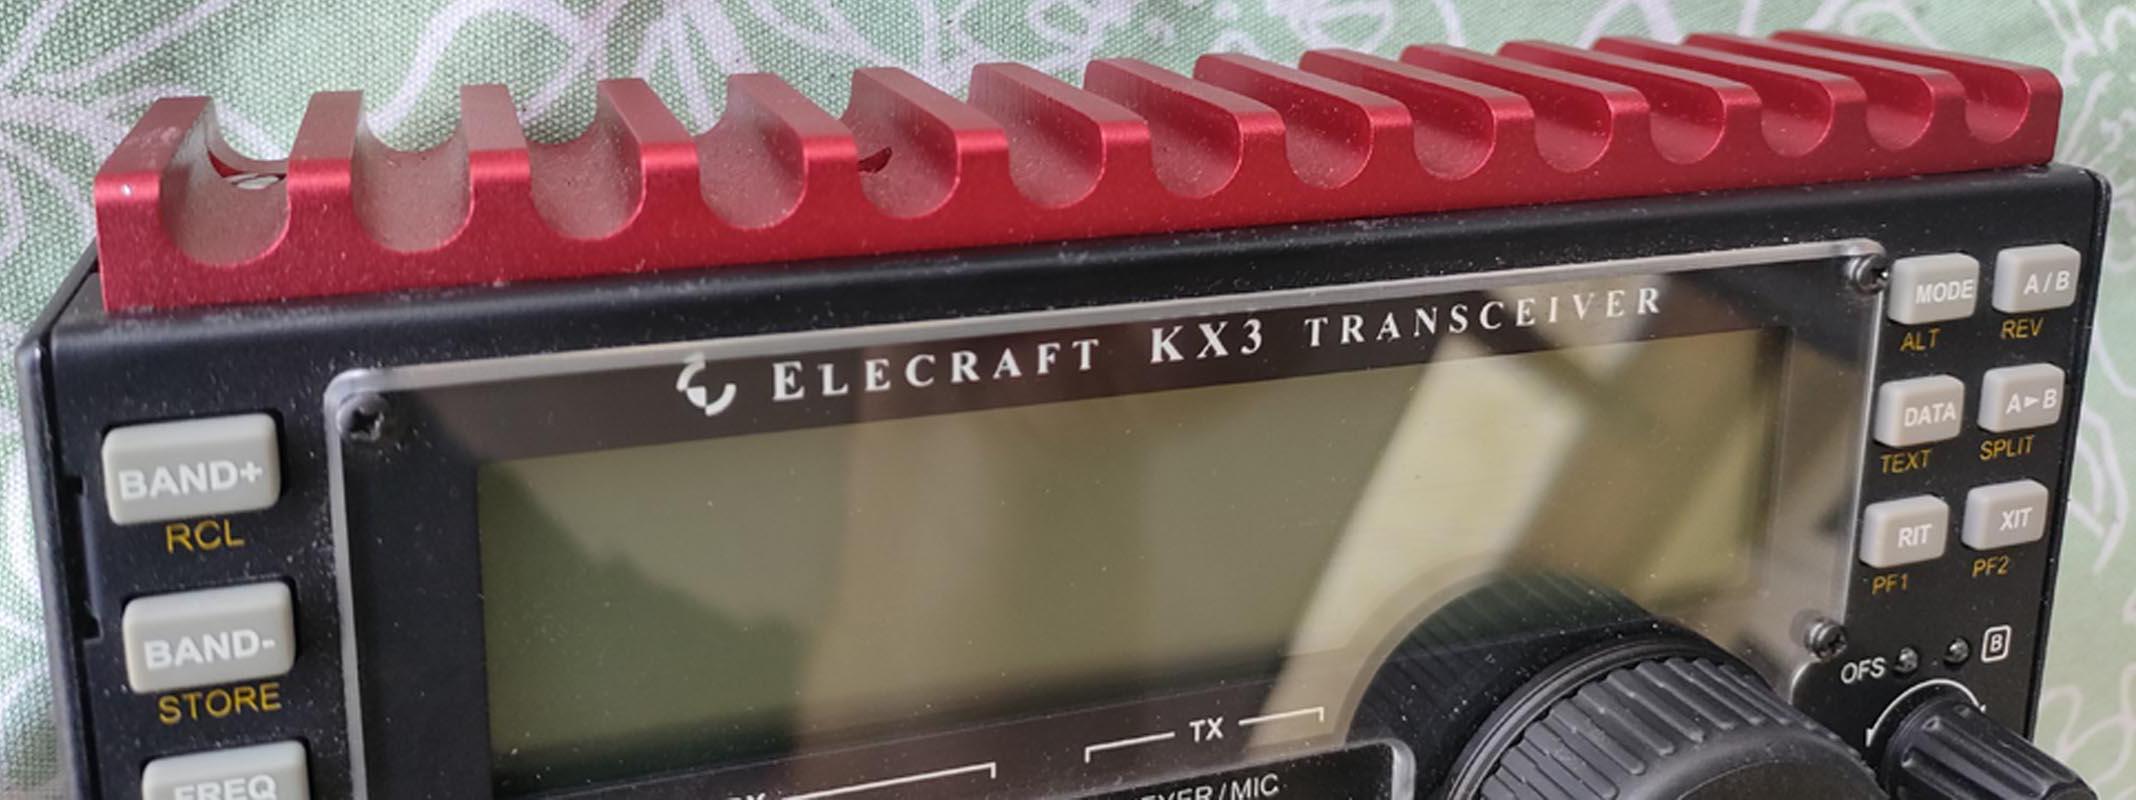 ELECRAFT KX3 TRANSCEIVER
MODE
A/B
ALT
REV
DATA
A►B
TEXT
SPLIT
RIT
XIT
PF1
PF2
OFS
B
BAND+
RCL
BAND-
STORE
FREQ
TX
/MIC